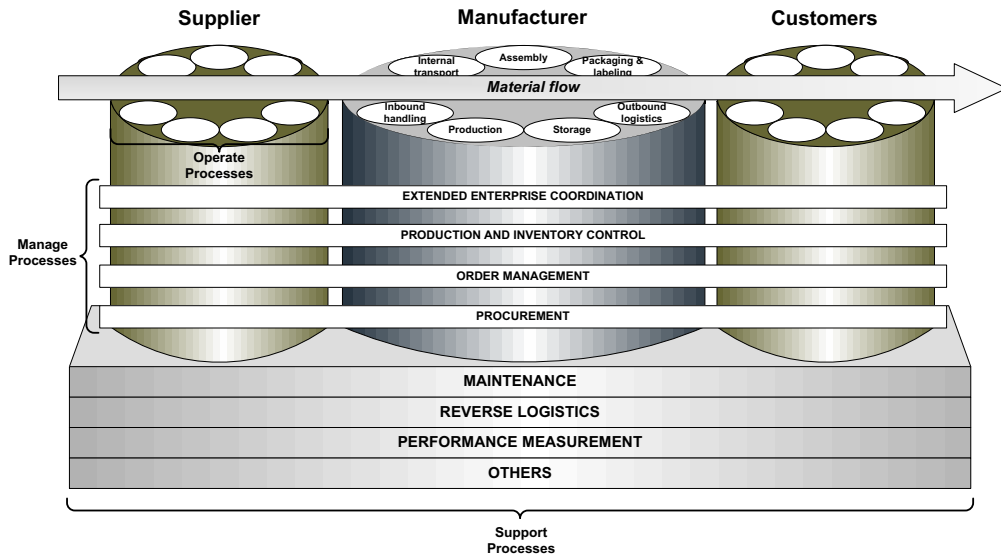 Supplier
Manufacturer
Customers
Internal
transport
Assembly
Packaging &
labeling
Material flow
Inbound
handling
Production
Storage
Outbound
logistics
Operate
Processes
Manage
Processes
EXTENDED ENTERPRISE COORDINATION
PRODUCTION AND INVENTORY CONTROL
ORDER MANAGEMENT
PROCUREMENT
MAINTENANCE
REVERSE LOGISTICS
PERFORMANCE MEASUREMENT
OTHERS
Support
Processes